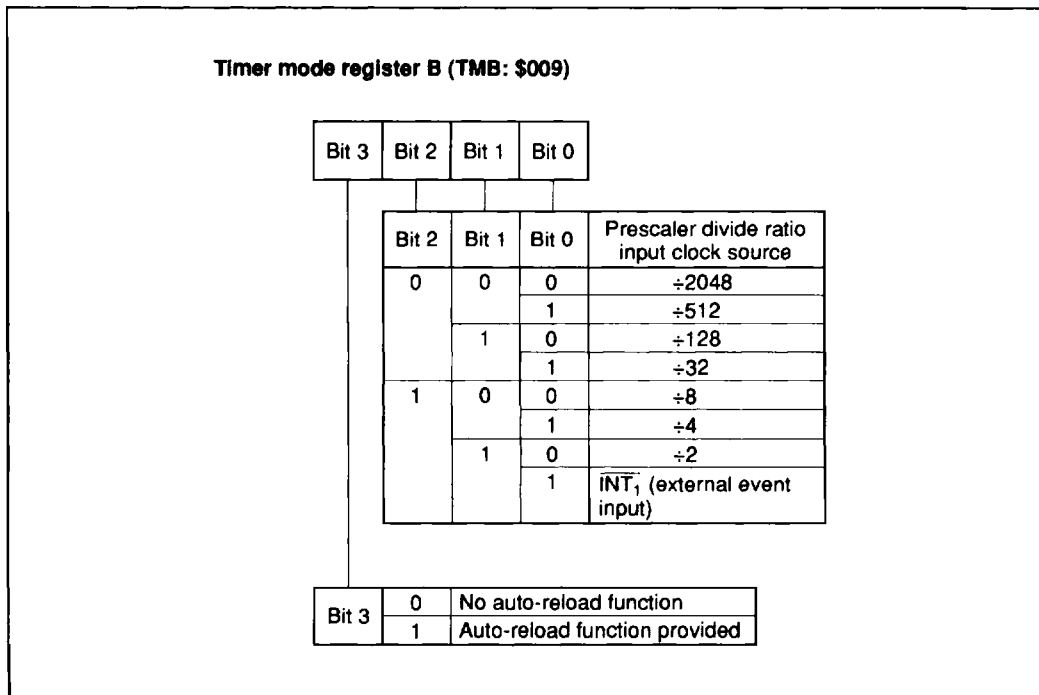 Timer mode register B (TMB: $009)
Bit 3 Bit 2 Bit 1 Bit 0
Bit 2 Bit 1 Bit 0 Prescaler divide ratio
input clock source
0 0 0 ÷2048
1 ÷512
1 0 ÷128
1 ÷32
1 0 0 ÷8
1 ÷4
1 0 ÷2
1 INT₁ (external event
input)
Bit 3 0 No auto-reload function
1 Auto-reload function provided